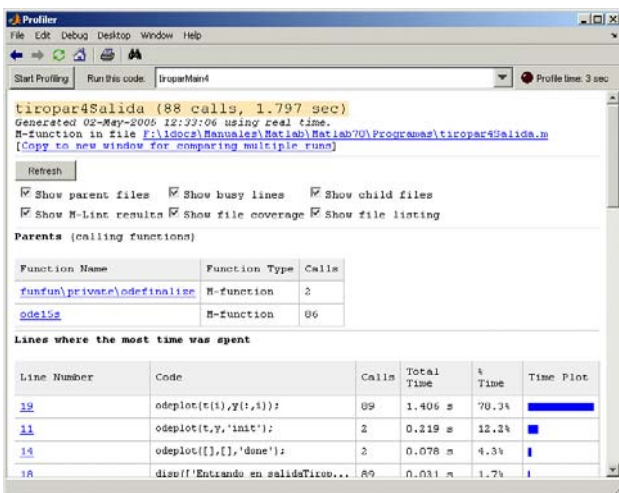 Profiler
File Edit Debug Desktop Window Help
Start Profiling Run this code: tiroparMain4 Profile time: 3 sec
tiropar4Salida (88 calls, 1.797 sec)
Generated 02-May-2005 12:33:06 using real time.
M-function in file F:\1docs\Manuales\Matlab\Matlab70\Programas\tiropar4Salida.m
[Copy to new window for comparing multiple runs]
Refresh
Show parent files Show busy lines Show child files
Show M-Lint results Show file coverage Show file listing
Parents (calling functions)
Function Name Function Type Calls
funfun\private\odefinalize M-function 2
ode15s M-function 86
Lines where the most time was spent
Line Number Code Calls Total Time % Time Time Plot
19 odeplot(t(i),y(:,i)); 89 1.406 s 78.3%
11 odeplot(t,y,'init'); 2 0.219 s 12.2%
14 odeplot([],[],'done'); 2 0.078 s 4.3%
18 disp(['Entrando en salidaTirop... 89 0.031 s 1.7%